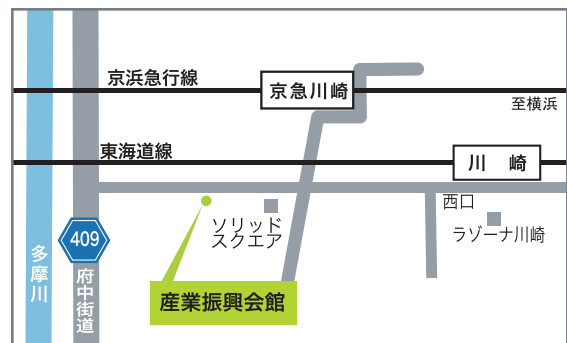 京浜急行線
京急川崎
至横浜
東海道線
川　崎
西口
ソリッド
スクエア
ラゾーナ川崎
409
多摩川
府中街道
産業振興会館